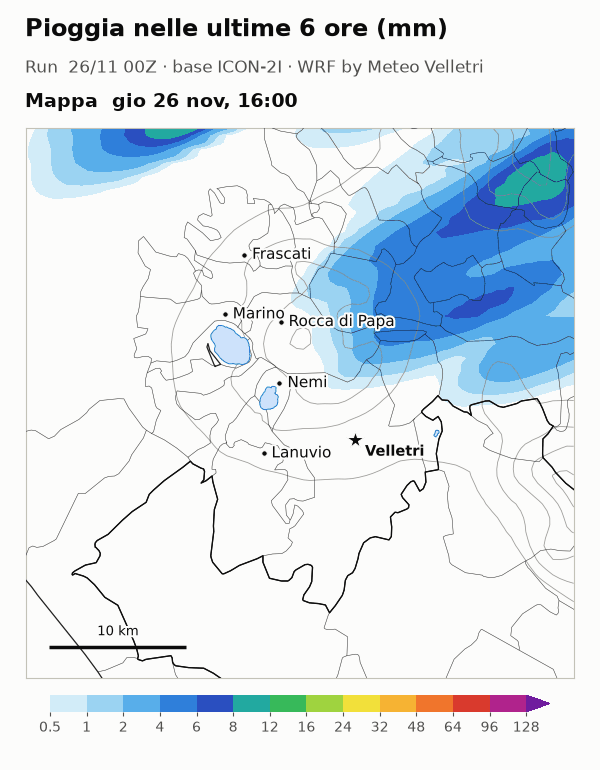 Pioggia nelle ultime 6 ore (mm)
Run  26/11 00Z · base ICON-2I · WRF by Meteo Velletri
Mappa  gio 26 nov, 16:00
Frascati
Marino
Rocca di Papa
Nemi
Velletri
Lanuvio
10 km
0.5 1 2 4 6 8 12 16 24 32 48 64 96 128